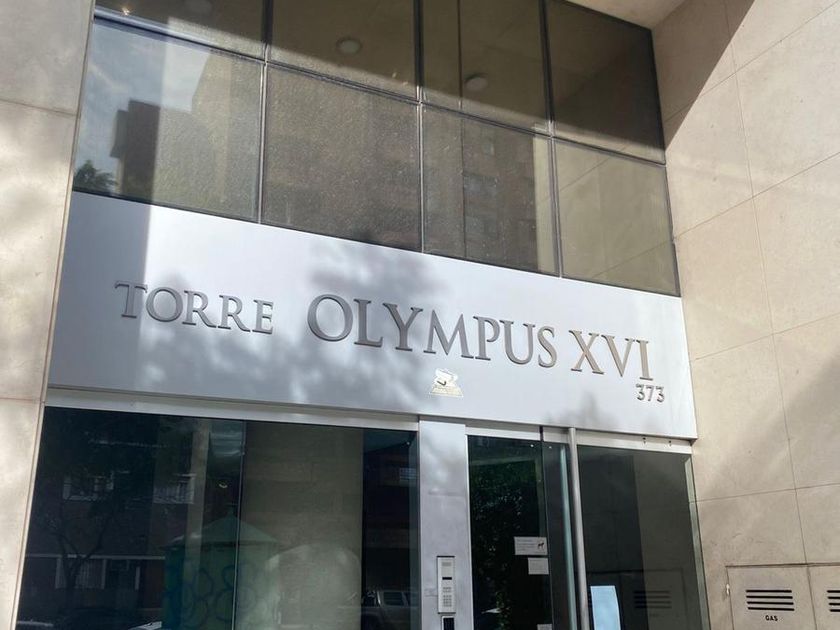 TORRE OLYMPUS XVI
373
GAS